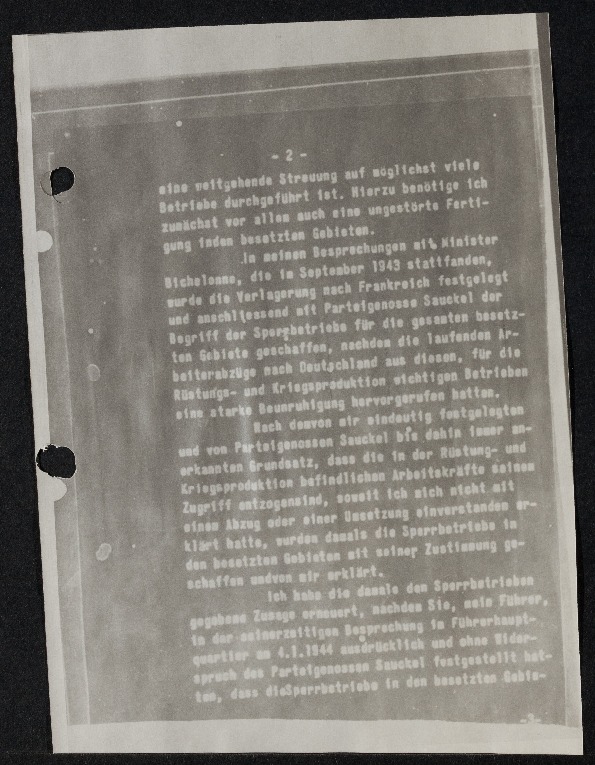 - 2 -
eine weitgehende Streuung auf möglichst viele
Betriebe durchgeführt ist. Hierzu benötige ich
zunächst vor allem auch eine ungestörte Ferti-
gung inden besetzten Gebieten.
In meinen Besprechungen mit Minister
Bichelonne, die im September 1943 stattfanden,
wurde die Verlagerung nach Frankreich festgelegt
und anschliessend mit Parteigenosse Sauckel der
Begriff der Sperrbetriebe für die gesamten besetz-
ten Gebiete geschaffen, nachdem die laufenden Ar-
beiterabzüge nach Deutschland aus diesen, für die
Rüstungs- und Kriegsproduktion wichtigen Betrieben
eine starke Beunruhigung hervorgerufen hatten.
Nach demvon mir eindeutig festgelegten
und von Parteigenossen Sauckel bis dahin immer an-
erkannten Grundsatz, dass die in der Rüstung- und
Kriegsproduktion befindlichen Arbeitskräfte seinem
Zugriff entzogensind, soweit ich mich nicht mit
einem Abzug oder einer Umsetzung einverstanden er-
klärt hatte, wurden damals die Sperrbetriebe in
den besetzten Gebieten mit seiner Zustimmung ge-
schaffen undvon mir erklärt.
Ich habe die damals den Sperrbetrieben
gegebene Zusage erneuert, nachdem Sie, mein Führer,
in der seinerzeitigen Besprechung im Führerhaupt-
quartier am 4.1.1944 ausdrücklich und ohne Wider-
spruch des Parteigenossen Sauckel festgestellt hat-
ten, dass dieSperrbetriebe in den besetzten Gebie-
-3-